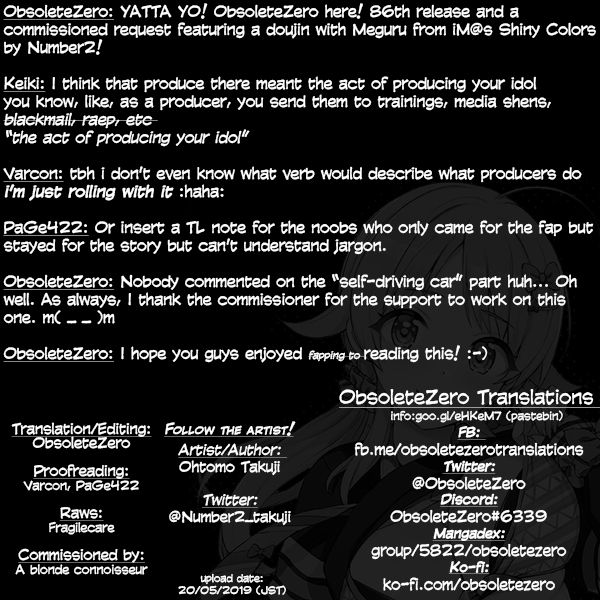 ObsoleteZero: YATTA YO! ObsoleteZero here! 86th release and a
commissioned request featuring a doujin with Meguru from iM@s Shiny Colors
by Number2!
Keiki: I think that produce there meant the act of producing your idol
you know, like, as a producer, you send them to trainings, media shens,
blackmail, raep, etc
"the act of producing your idol"
Varcon: tbh i don't even know what verb would describe what producers do
i'm just rolling with it :haha:
PaGe422: Or insert a TL note for the noobs who only came for the fap but
stayed for the story but can't understand jargon.
ObsoleteZero: Nobody commented on the "self-driving car" part huh... Oh
well. As always, I thank the commissioner for the support to work on this
one. m( _ _ )m
ObsoleteZero: I hope you guys enjoyed fapping to reading this! :-)
Translation/Editing:
ObsoleteZero
Proofreading:
Varcon, PaGe422
Raws:
Fragilecare
Commissioned by:
A blonde connoisseur
Follow the artist!
Artist/Author:
Ohtomo Takuji
Twitter:
@Number2_takuji
upload date:
20/05/2019 (JST)
ObsoleteZero Translations
info:goo.gl/eHKeM7 (pastebin)
FB:
fb.me/obsoletezerotranslations
Twitter:
@ObsoleteZero
Discord:
ObsoleteZero#6339
Mangadex:
group/5822/obsoletezero
Ko-fi:
ko-fi.com/obsoletezero